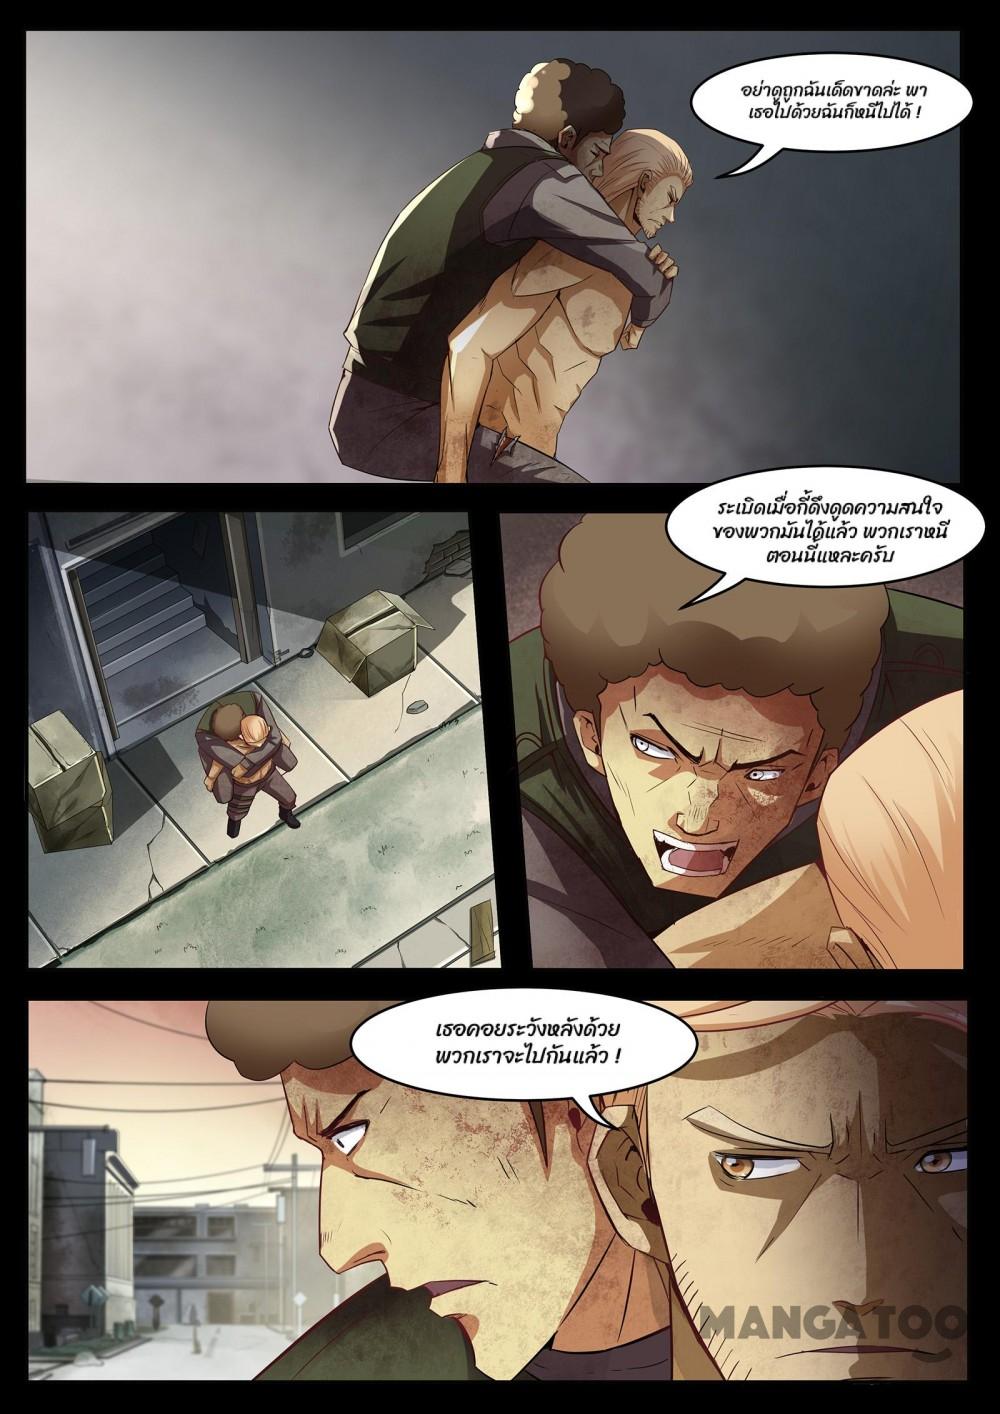 อย่าดูถูกฉันเด็ดขาดล่ะ พา
เธอไปด้วยฉันก็หนีไปได้ !
ระเบิดเมื่อกี้ดึงดูดความสนใจ
ของพวกมันได้แล้ว พวกเราหนี
ตอนนี้แหละครับ
เธอคอยระวังหลังด้วย
พวกเราจะไปกันแล้ว !
MANGATOO